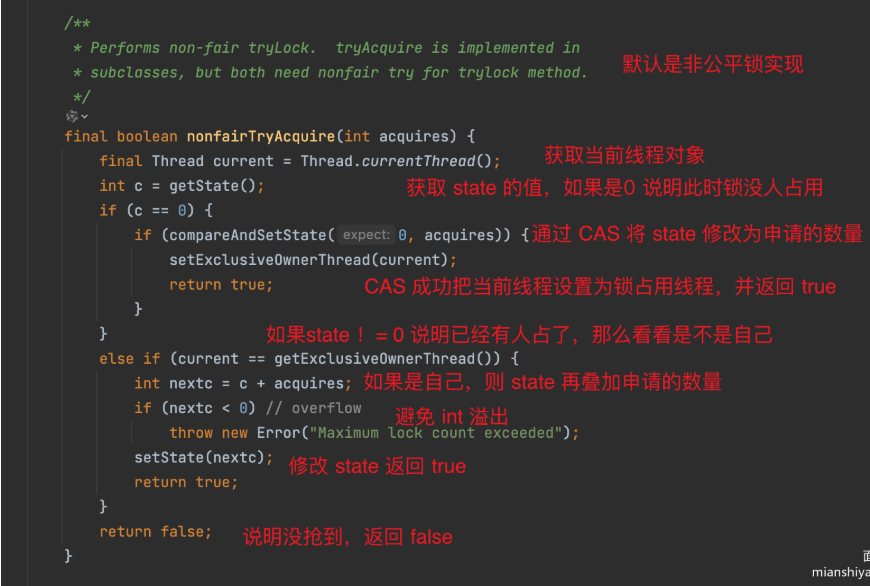 /**
* Performs non-fair tryLock.  tryAcquire is implemented in
* subclasses, but both need nonfair try for trylock method.
默认是非公平锁实现
*/
final boolean nonfairTryAcquire(int acquires) {
final Thread current = Thread.currentThread(); 获取当前线程对象
int c = getState(); 获取 state 的值，如果是0 说明此时锁没人占用
if (c == 0) {
if (compareAndSetState( expect: 0, acquires)) { 通过 CAS 将 state 修改为申请的数量
setExclusiveOwnerThread(current);
return true; CAS 成功把当前线程设置为锁占用线程，并返回 true
}
} 如果state ！= 0 说明已经有人占了，那么看看是不是自己
else if (current == getExclusiveOwnerThread()) {
int nextc = c + acquires; 如果是自己，则 state 再叠加申请的数量
if (nextc < 0) // overflow 避免 int 溢出
throw new Error("Maximum lock count exceeded");
setState(nextc); 修改 state 返回 true
return true;
}
return false; 说明没抢到，返回 false
}
mianshiya